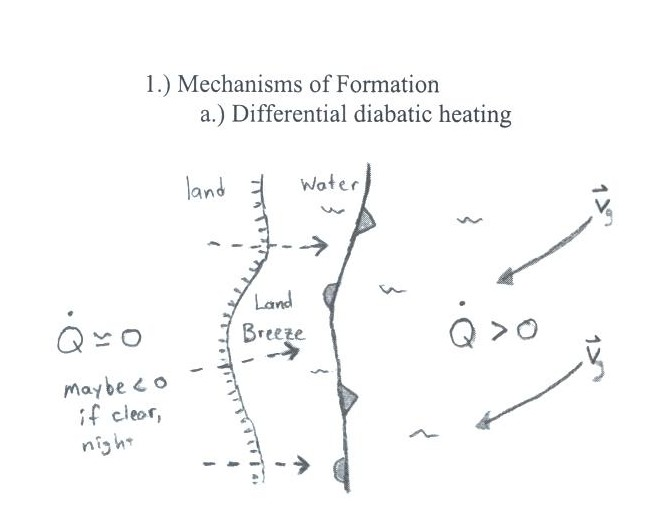 1.) Mechanisms of Formation
a.) Differential diabatic heating
land
Water
V⃗g
Land
Breeze
Q̇ ≃ 0
Q̇ > 0
maybe < 0
if clear,
night
V⃗g